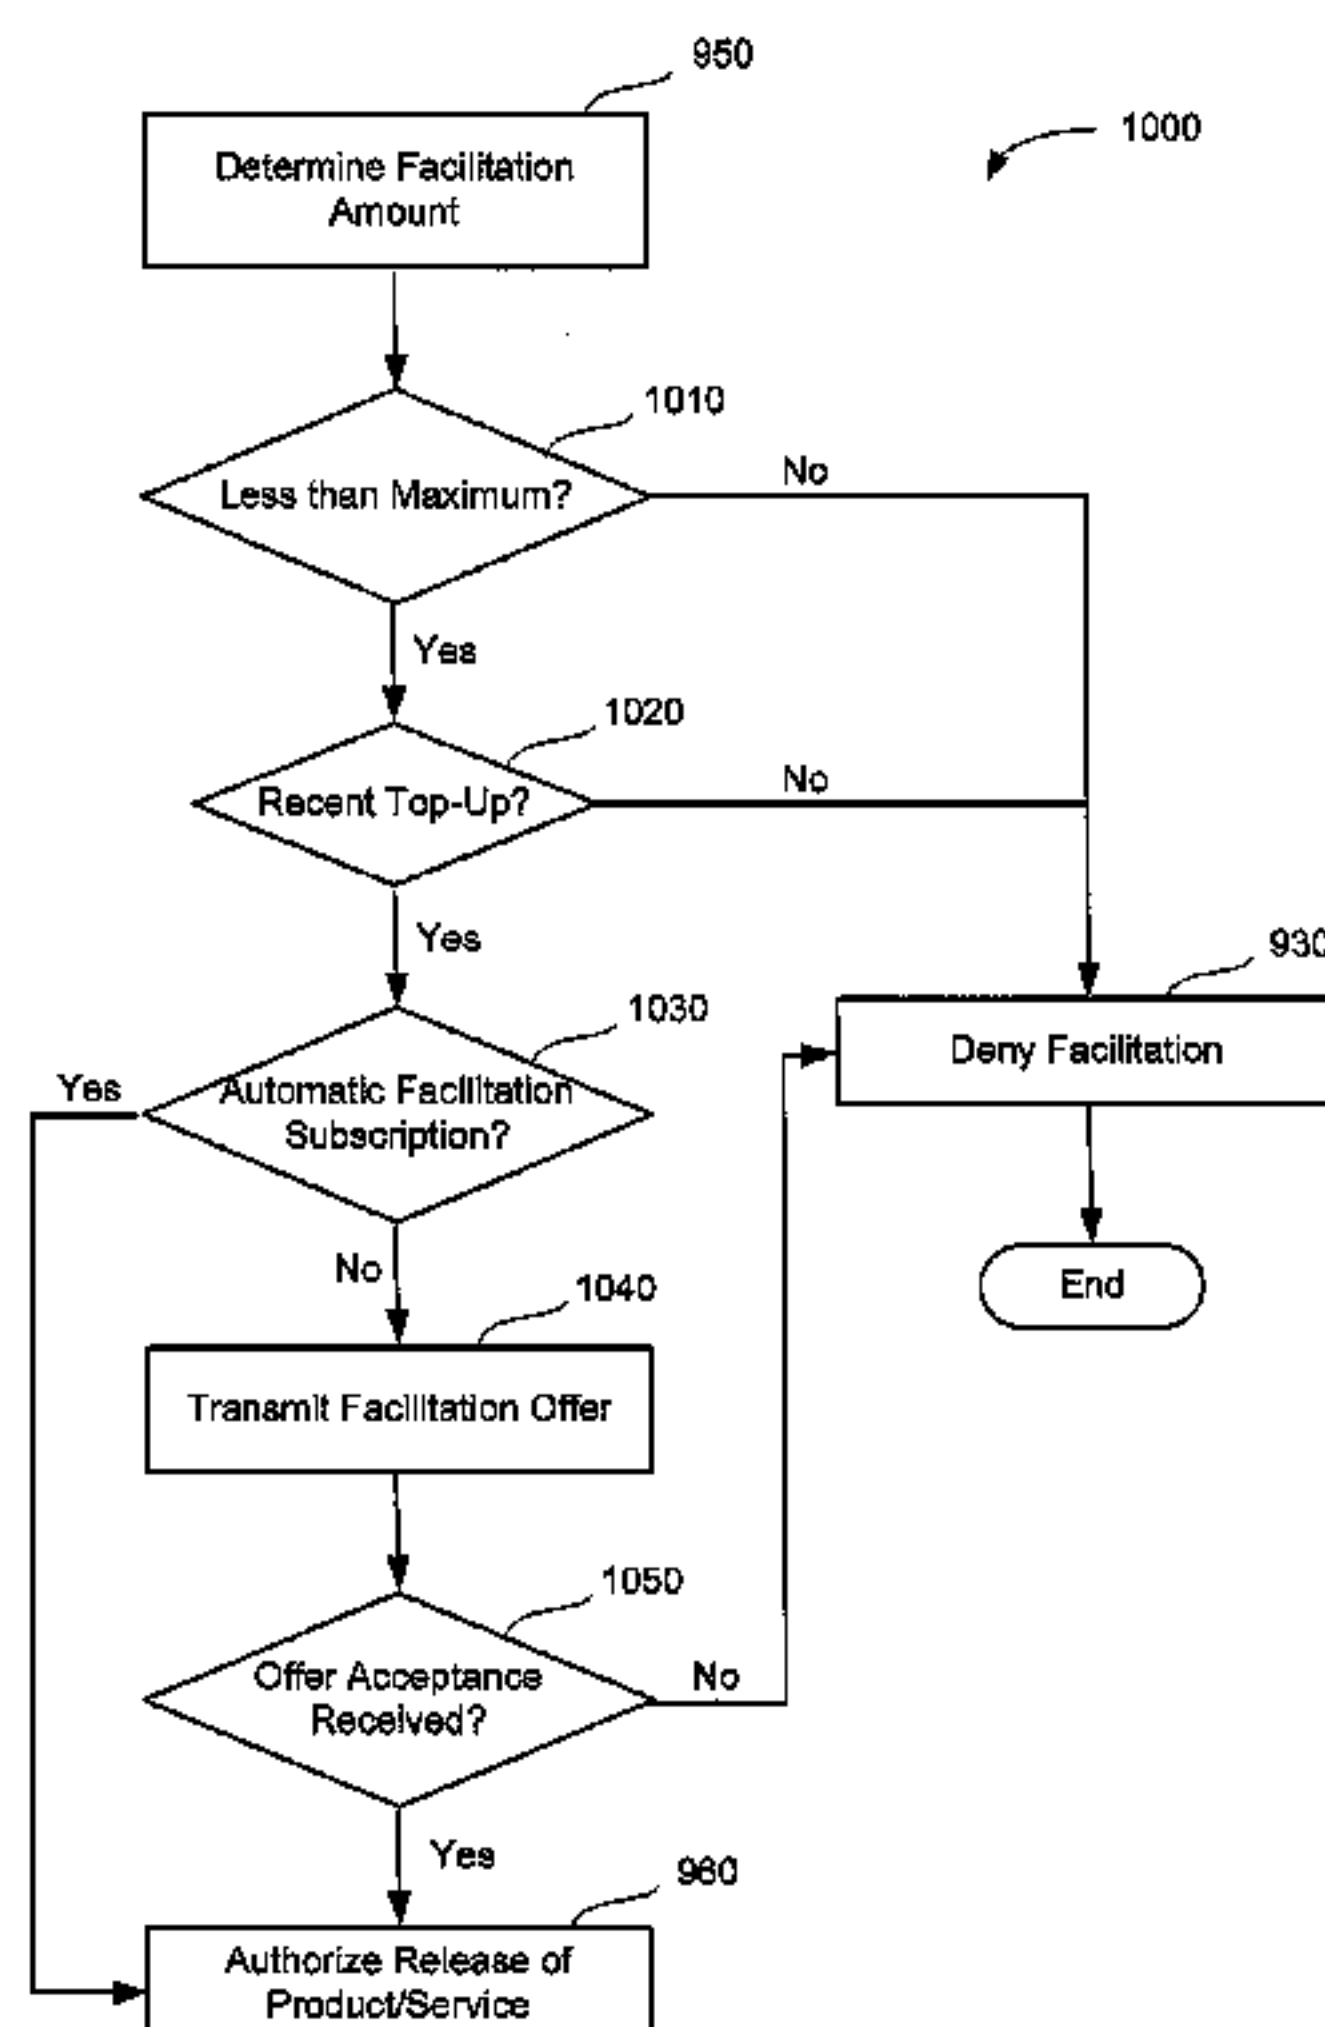 950
1000
Determine Facilitation
Amount
1010
Less than Maximum?
No
Yes
1020
Recent Top-Up?
No
Yes
930
Deny Facilitation
1030
Yes
Automatic Facilitation
Subscription?
No
End
1040
Transmit Facilitation Offer
1050
Offer Acceptance
Received?
No
Yes
960
Authorize Release of
Product/Service